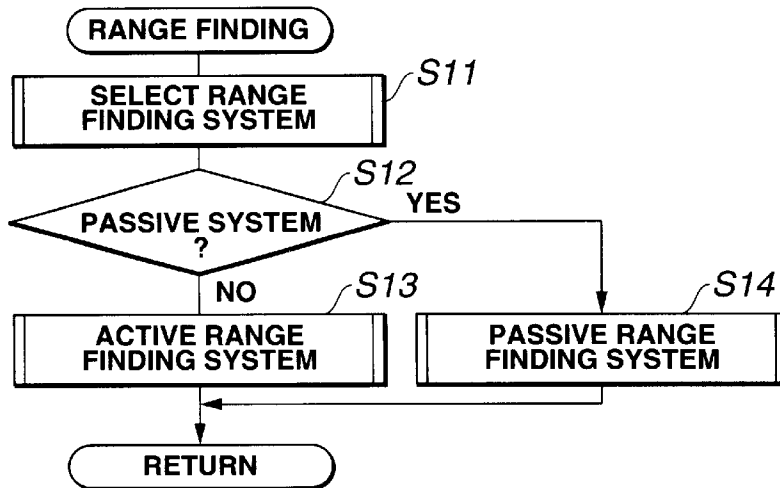 RANGE FINDING
S11
SELECT RANGE
FINDING SYSTEM
S12
PASSIVE SYSTEM
?
YES
NO
S13
ACTIVE RANGE
FINDING SYSTEM
S14
PASSIVE RANGE
FINDING SYSTEM
RETURN